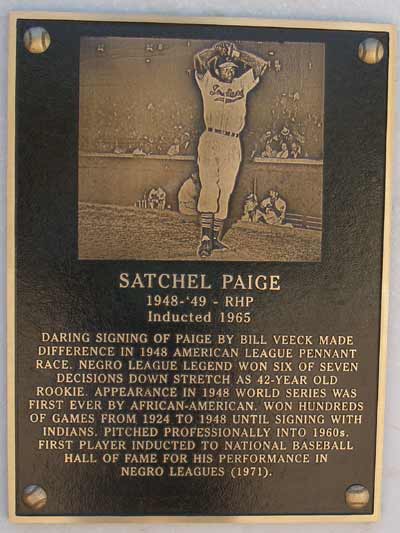 Indians
SATCHEL PAIGE
1948-'49 - RHP
Inducted 1965
DARING SIGNING OF PAIGE BY BILL VEECK MADE
DIFFERENCE IN 1948 AMERICAN LEAGUE PENNANT
RACE. NEGRO LEAGUE LEGEND WON SIX OF SEVEN
DECISIONS DOWN STRETCH AS 42-YEAR OLD
ROOKIE. APPEARANCE IN 1948 WORLD SERIES WAS
FIRST EVER BY AFRICAN-AMERICAN. WON HUNDREDS
OF GAMES FROM 1924 TO 1948 UNTIL SIGNING WITH
INDIANS. PITCHED PROFESSIONALLY INTO 1960s.
FIRST PLAYER INDUCTED TO NATIONAL BASEBALL
HALL OF FAME FOR HIS PERFORMANCE IN
NEGRO LEAGUES (1971).